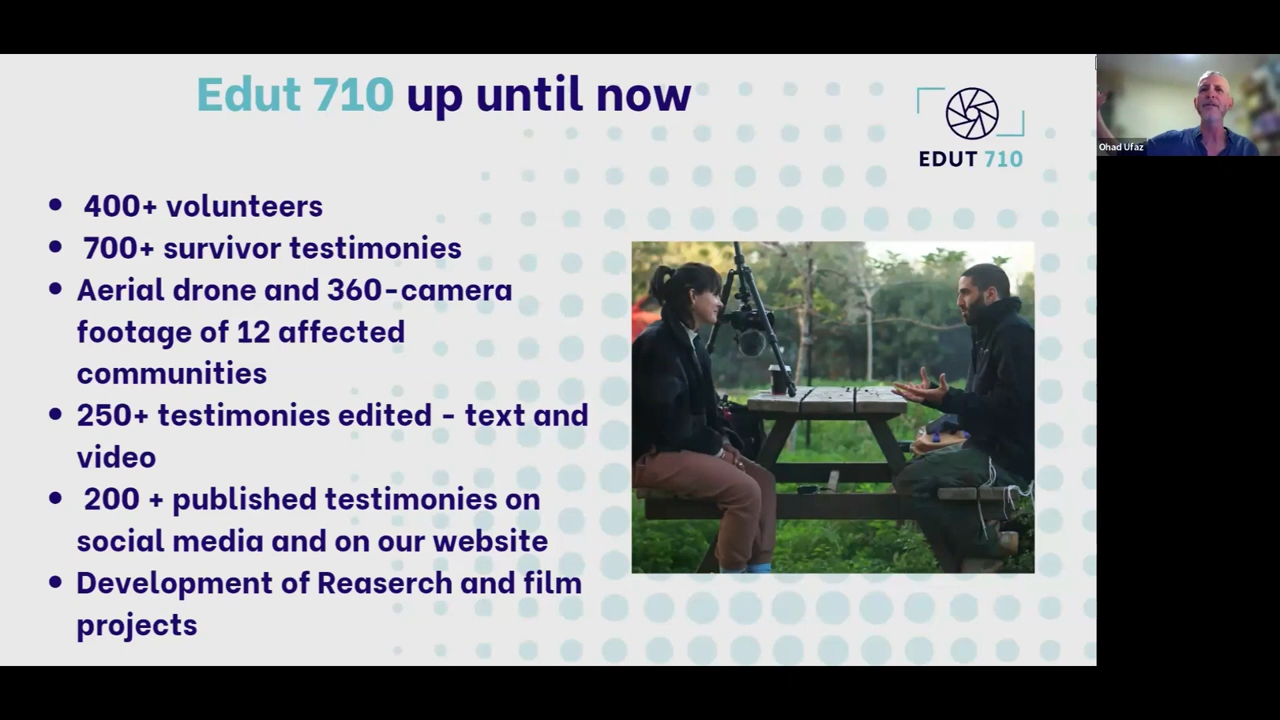 Edut 710 up until now
EDUT 710
Ohad Ufaz
400+ volunteers
700+ survivor testimonies
Aerial drone and 360-camera
footage of 12 affected
communities
250+ testimonies edited - text and
video
200 + published testimonies on
social media and on our website
Development of Reaserch and film
projects